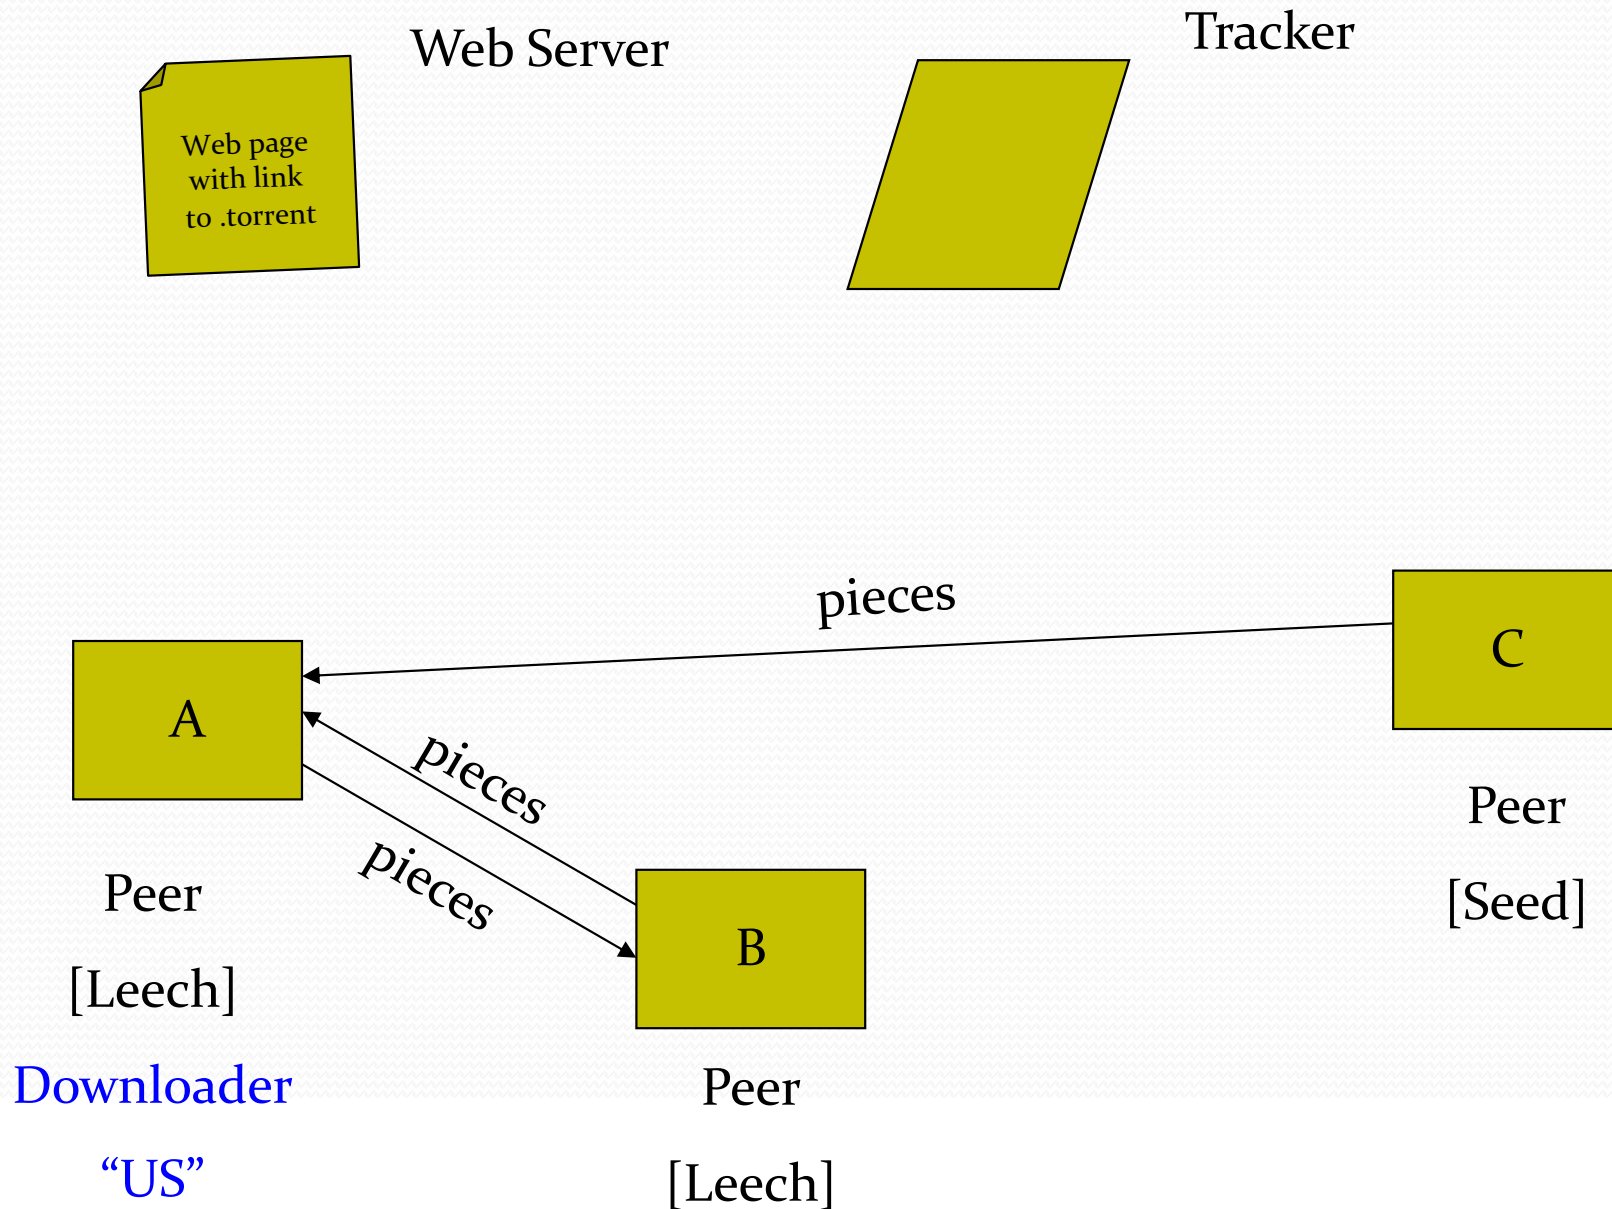 Web Server
Tracker
Web page
with link
to .torrent
pieces
C
A
pieces
pieces
Peer
[Seed]
Peer
[Leech]
Downloader
“US”
B
Peer
[Leech]